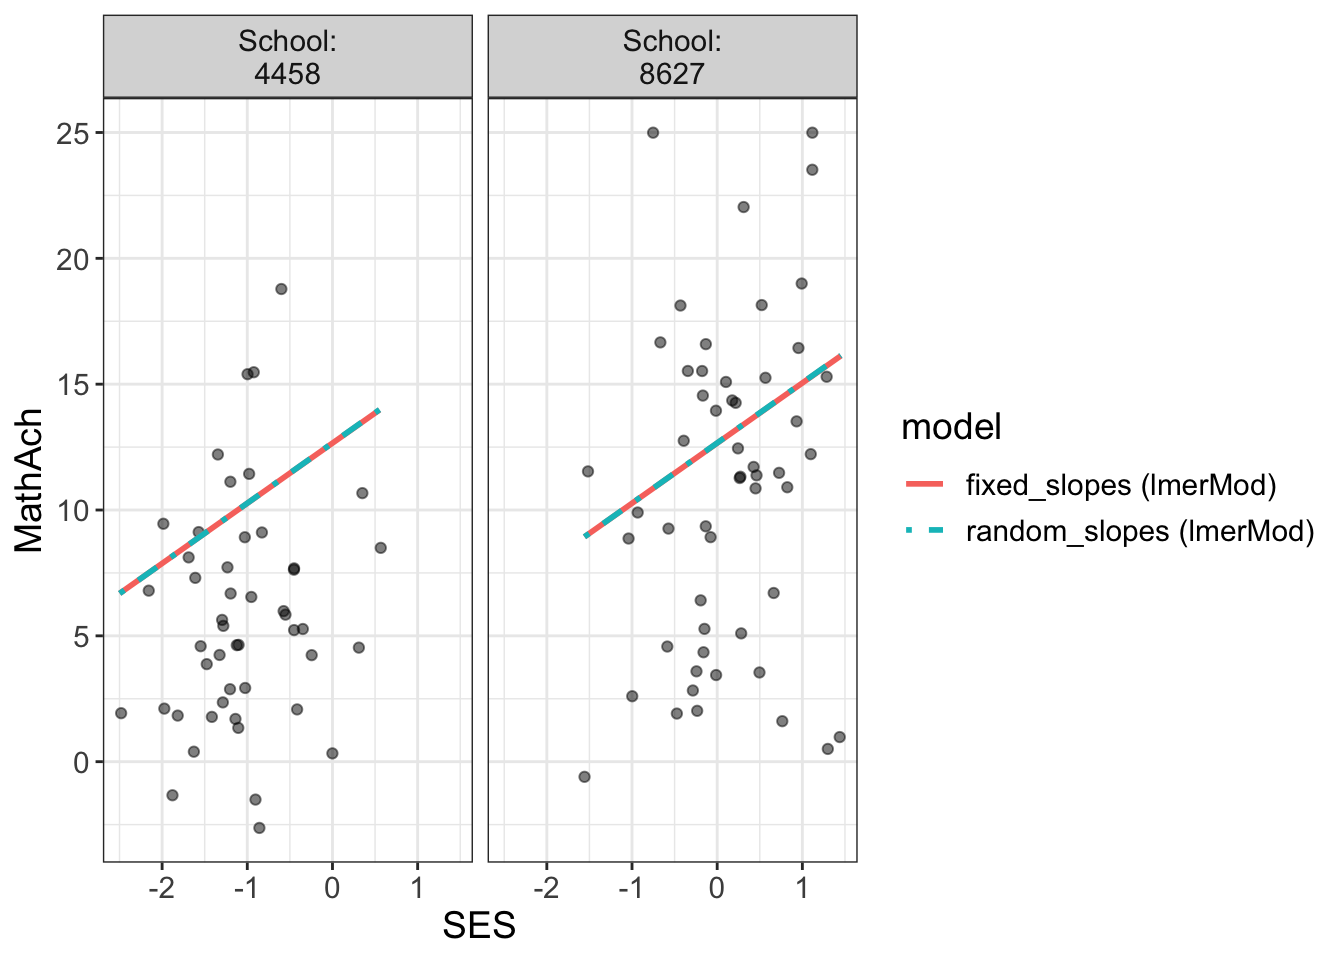 School:
4458
School:
8627
MathAch
25
20
15
10
5
0
-2 -1 0 1
-2 -1 0 1
SES
model
fixed_slopes (lmerMod)
random_slopes (lmerMod)